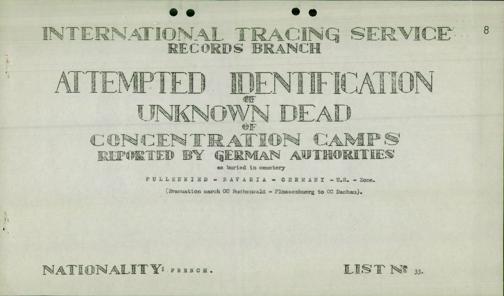 8
INTERNATIONAL TRACING SERVICE
RECORDS BRANCH
ATTEMPTED IDENTIFICATION
OF
UNKNOWN DEAD
OF
CONCENTRATION CAMPS
REPORTED BY GERMAN AUTHORITIES
as buried in cemetery
PULLENRIED - BAVARIA - GERMANY - U.S. - Zone.
(Evacuation march CC Buchenwald - Flossenbuerg to CC Dachau).
NATIONALITY: FRENCH. LIST Nº 33.